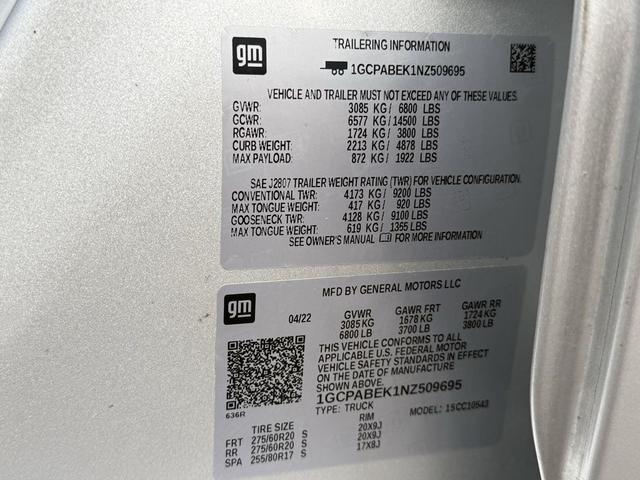 gm
TRAILERING INFORMATION
1GCPABEK1NZ509695
VEHICLE AND TRAILER MUST NOT EXCEED ANY OF THESE VALUES.
GVWR: 3085 KG / 6800 LBS
GCWR: 6577 KG / 14500 LBS
RGAWR: 1724 KG / 3800 LBS
CURB WEIGHT: 2213 KG / 4878 LBS
MAX PAYLOAD: 872 KG / 1922 LBS
SAE J2807 TRAILER WEIGHT RATING (TWR) FOR VEHICLE CONFIGURATION.
CONVENTIONAL TWR: 4173 KG / 9200 LBS
MAX TONGUE WEIGHT: 417 KG / 920 LBS
GOOSENECK TWR: 4128 KG / 9100 LBS
MAX TONGUE WEIGHT: 619 KG / 1365 LBS
SEE OWNER'S MANUAL FOR MORE INFORMATION
gm
MFD BY GENERAL MOTORS LLC
04/22 GVWR GAWR FRT GAWR RR
3085 KG 1678 KG 1724 KG
6800 LB 3700 LB 3800 LB
THIS VEHICLE CONFORMS TO ALL
APPLICABLE U.S. FEDERAL MOTOR
VEHICLE SAFETY STANDARDS IN EFFECT
ON THE DATE OF MANUFACTURE
SHOWN ABOVE.
1GCPABEK1NZ509695
636R
TYPE: TRUCK MODEL: 15CC10543
TIRE SIZE RIM
FRT 275/60R20 S 20X9J
RR 275/60R20 S 20X9J
SPA 255/80R17 S 17X8J